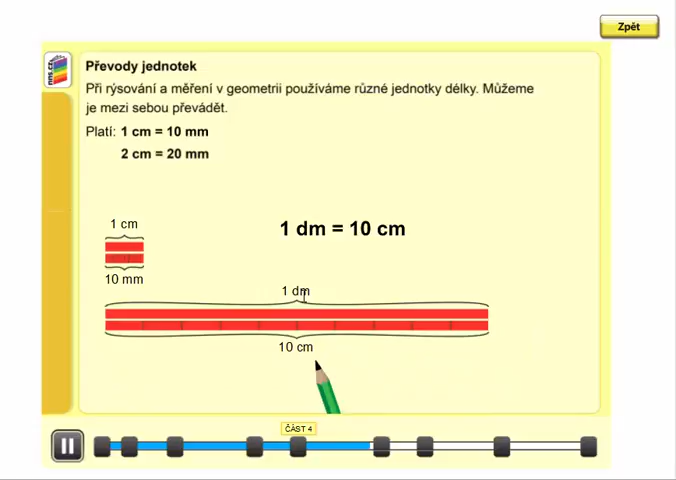 Zpět
nns.cz
Převody jednotek
Při rýsování a měření v geometrii používáme různé jednotky délky. Můžeme
je mezi sebou převádět.
Platí: 1 cm = 10 mm
2 cm = 20 mm
1 cm
1 dm = 10 cm
10 mm
1 dm
10 cm
ČÁST 4